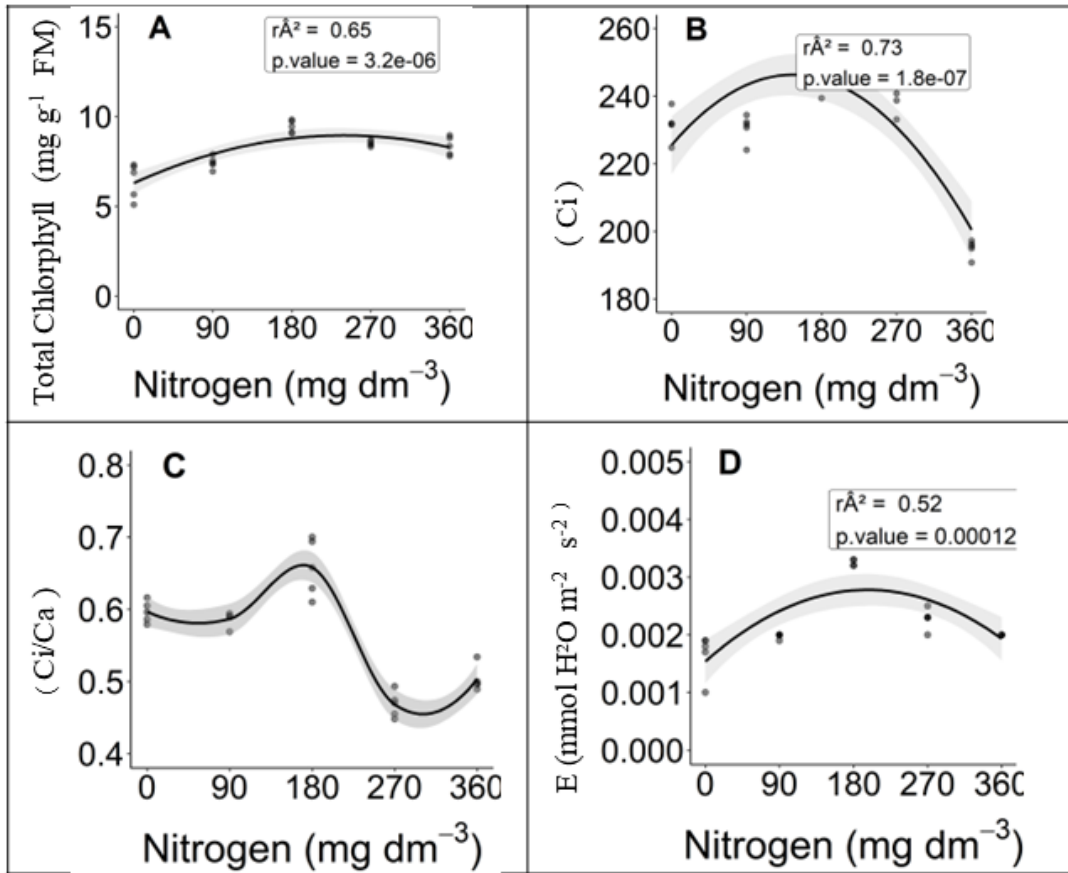 A
rÂ² = 0.65
p.value = 3.2e-06
Total Chlorphyll (mg g⁻¹ FM)
15
10
5
0
0 90 180 270 360
Nitrogen (mg dm⁻³)
B
rÂ² = 0.73
p.value = 1.8e-07
( Ci )
260
240
220
200
180
0 90 180 270 360
Nitrogen (mg dm⁻³)
C
( Ci/Ca )
0.8
0.7
0.6
0.5
0.4
0 90 180 270 360
Nitrogen (mg dm⁻³)
D
rÂ² = 0.52
p.value = 0.00012
E (mmol H²O m⁻² s⁻²)
0.005
0.004
0.003
0.002
0.001
0.000
0 90 180 270 360
Nitrogen (mg dm⁻³)